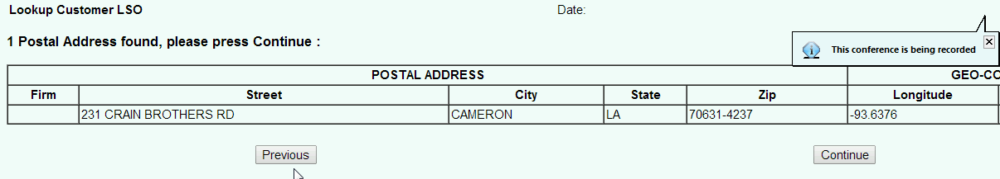 Lookup Customer LSO Date:
1 Postal Address found, please press Continue :
This conference is being recorded
POSTAL ADDRESS GEO-CO
Firm Street City State Zip Longitude
231 CRAIN BROTHERS RD CAMERON LA 70631-4237 -93.6376
Previous Continue